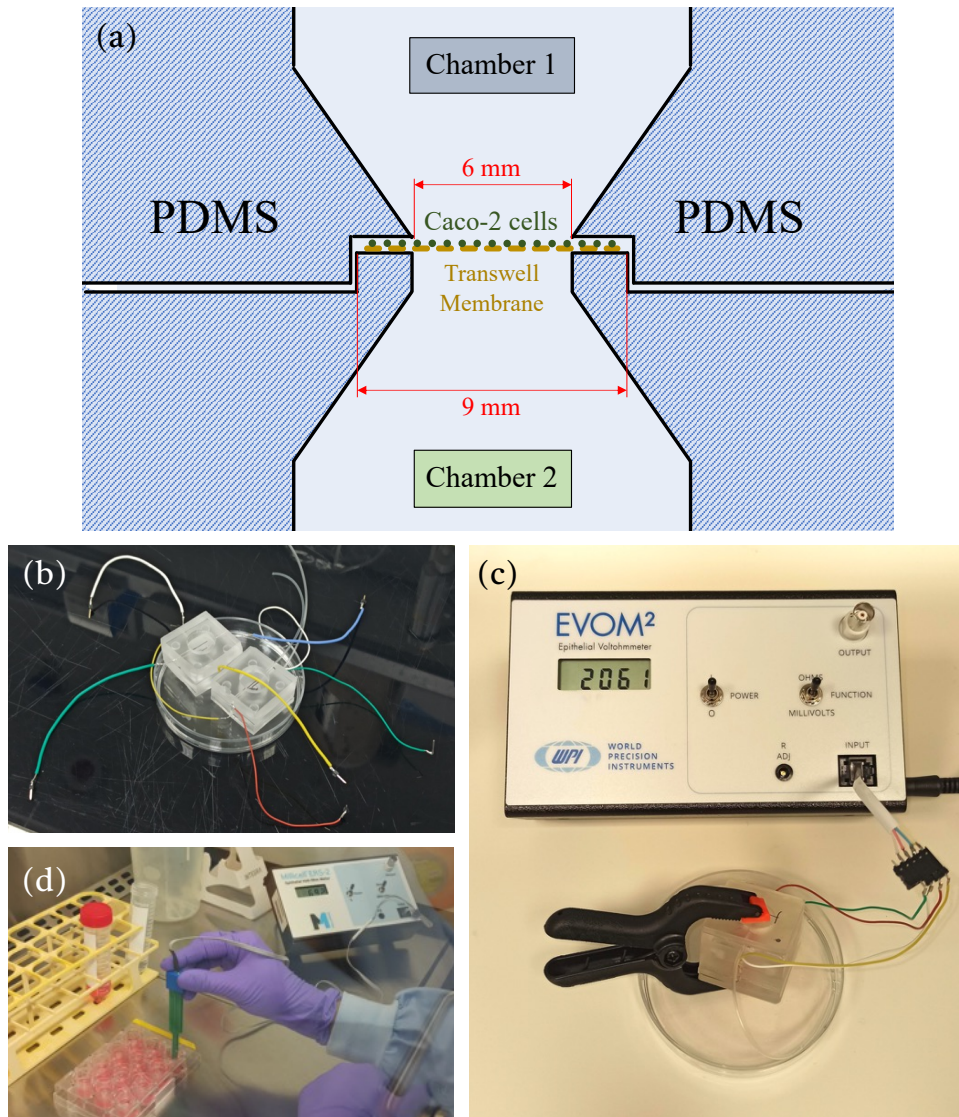 (a)
Chamber 1
6 mm
PDMS
Caco-2 cells
PDMS
Transwell
Membrane
9 mm
Chamber 2
(b)
(c)
EVOM²
Epithelial Voltohmmeter
2061
OUTPUT
OHMS
POWER
FUNCTION
O
MILLIVOLTS
WPI
WORLD
PRECISION
INSTRUMENTS
R
ADJ
INPUT
(d)
Millicell ERS-2